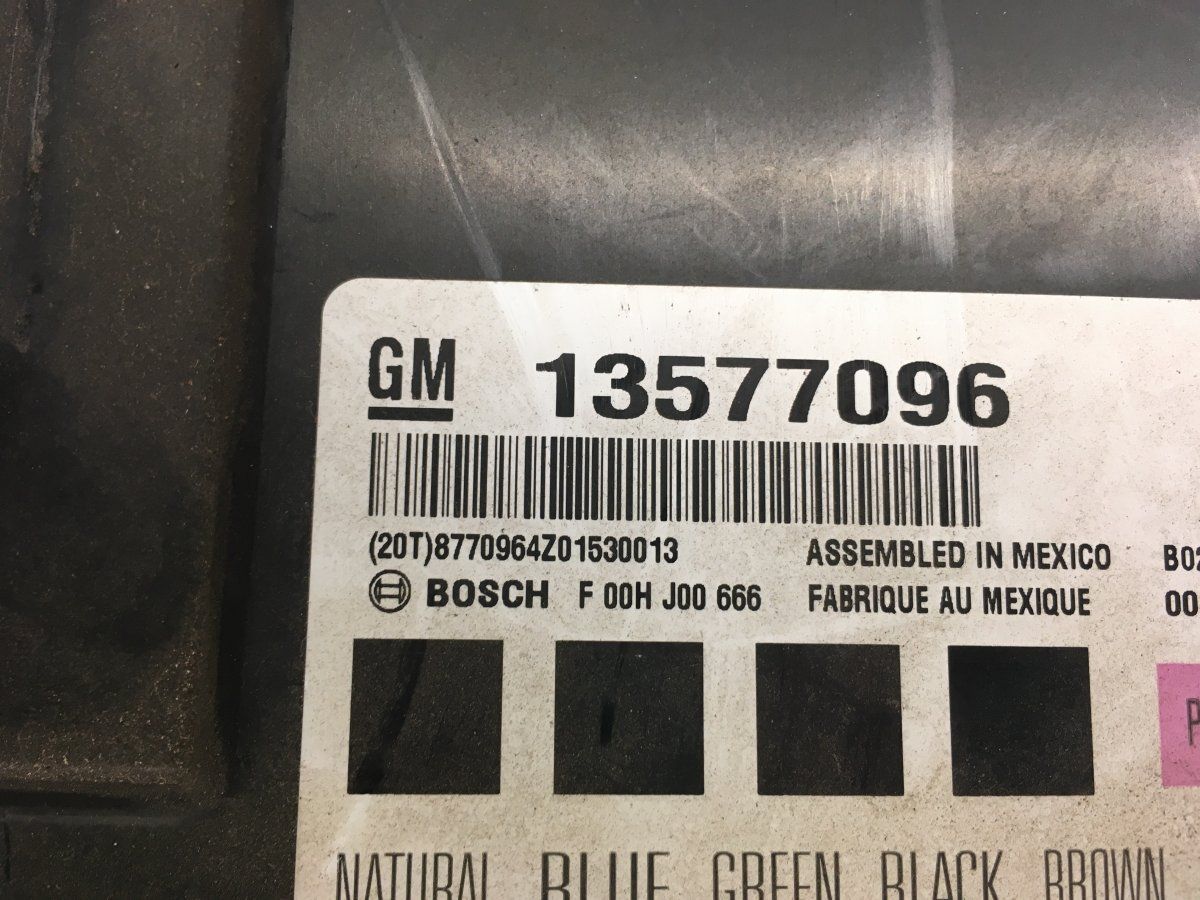 GM 13577096
(20T)8770964Z01530013 ASSEMBLED IN MEXICO
BOSCH F 00H J00 666 FABRIQUE AU MEXIQUE 00
P
NATURAL BLUE GREEN BLACK BROWN